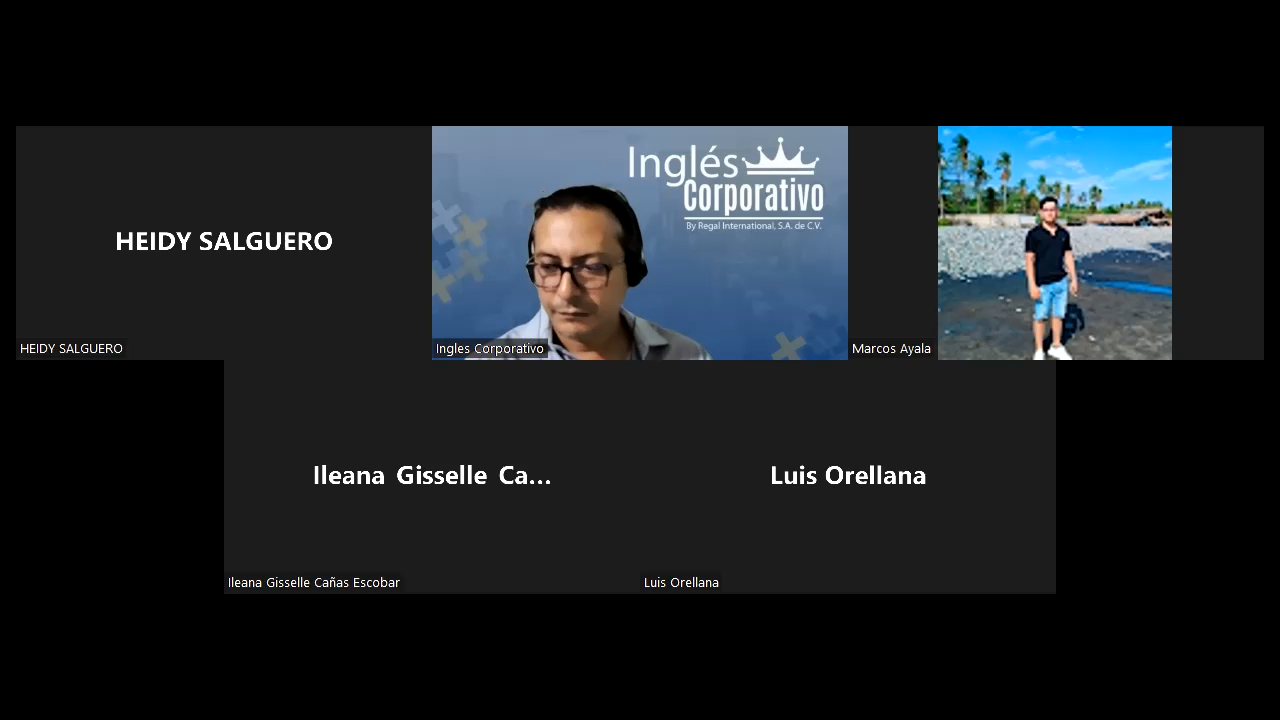 HEIDY SALGUERO
HEIDY SALGUERO
Inglés
Corporativo
By Regal International, S.A. de C.V.
Ingles Corporativo
Marcos Ayala
Ileana Gisselle Ca...
Ileana Gisselle Cañas Escobar
Luis Orellana
Luis Orellana